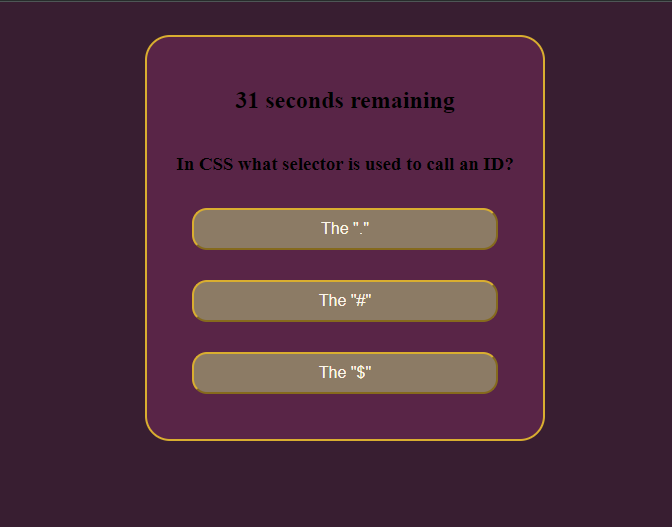 31 seconds remaining
In CSS what selector is used to call an ID?
The "."
The "#"
The "$"